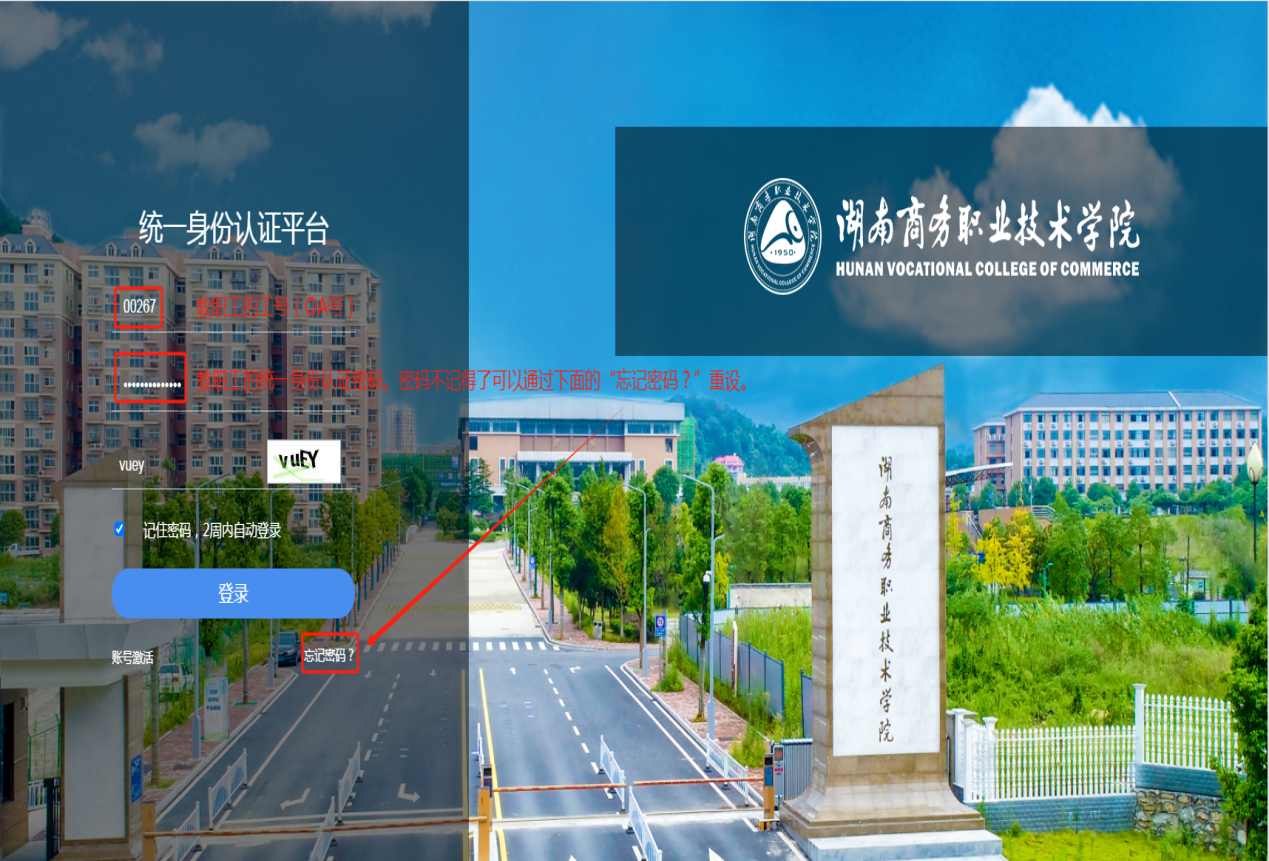 统一身份认证平台
湖南商务职业技术学院
HUNAN VOCATIONAL COLLEGE OF COMMERCE
·1950·
00267 教职工的工号（OA号）
教职工的统一身份认证密码。密码不记得了可以通过下面的“忘记密码？”重设。
vuey
vuEY
记住密码，2周内自动登录
登录
账号激活
忘记密码？
湖南商务职业技术学院